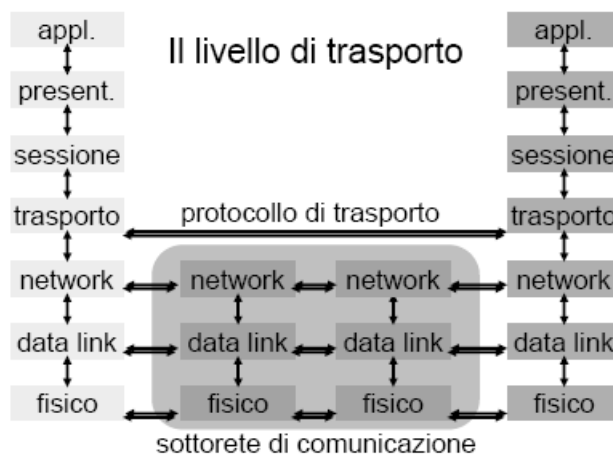 Il livello di trasporto
appl. appl.
present. present.
sessione sessione
protocollo di trasporto
trasporto trasporto
network network network network
data link data link data link data link
fisico fisico fisico fisico
sottorete di comunicazione